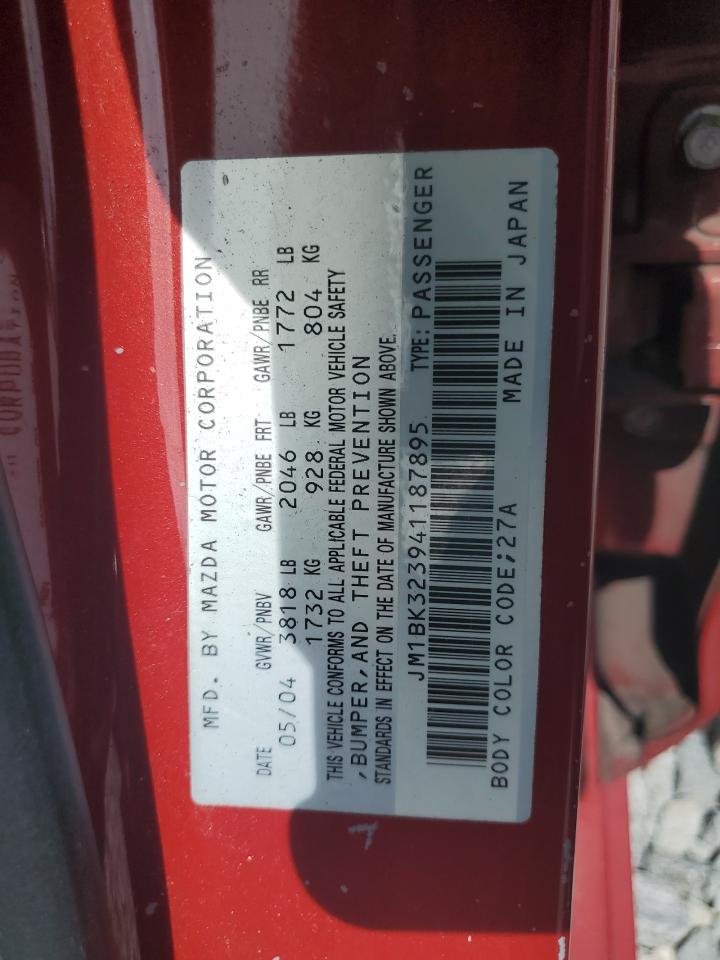 MFD. BY MAZDA MOTOR CORPORATION
DATE GVWR/PNBV GAWR/PNBE FRT GAWR/PNBE RR
05/04 3818 LB 2046 LB 1772 LB
1732 KG 928 KG 804 KG
THIS VEHICLE CONFORMS TO ALL APPLICABLE FEDERAL MOTOR VEHICLE SAFETY
,BUMPER,AND THEFT PREVENTION
STANDARDS IN EFFECT ON THE DATE OF MANUFACTURE SHOWN ABOVE.
JM1BK323941187895 TYPE:PASSENGER
BODY COLOR CODE;27A MADE IN JAPAN
CORPORATION